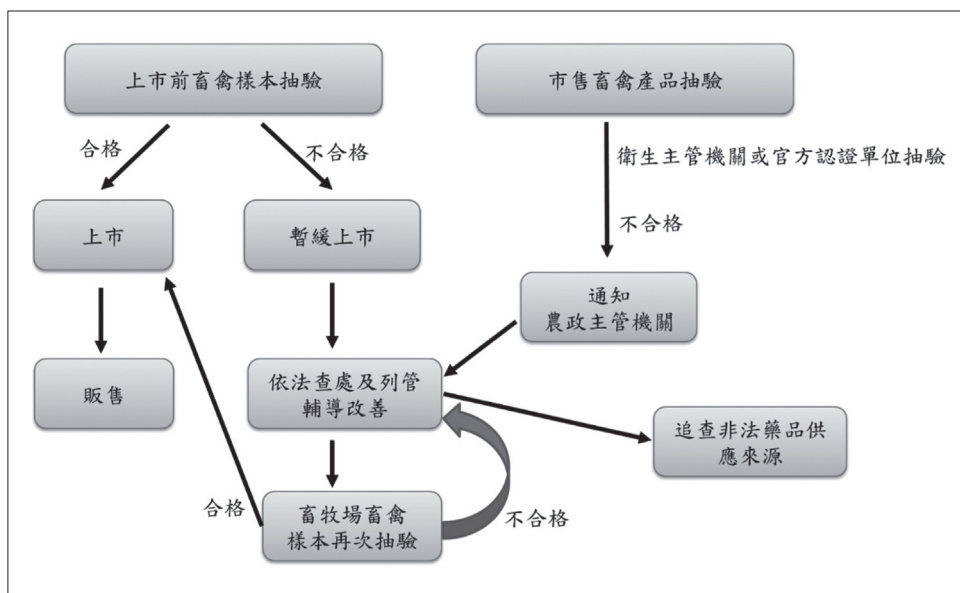 上市前畜禽樣本抽驗
市售畜禽產品抽驗
合格
不合格
衛生主管機關或官方認證單位抽驗
不合格
上市
暫緩上市
通知
農政主管機關
販售
依法查處及列管
輔導改善
追查非法藥品供
應來源
合格
畜牧場畜禽
樣本再次抽驗
不合格